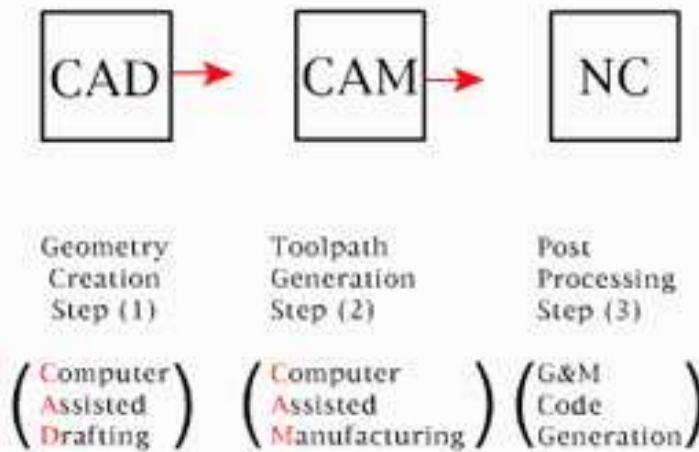 CAD
CAM
NC
Geometry
Creation
Step (1)
Toolpath
Generation
Step (2)
Post
Processing
Step (3)
(Computer
Assisted
Drafting)
(Computer
Assisted
Manufacturing)
(G&M
Code
Generation)